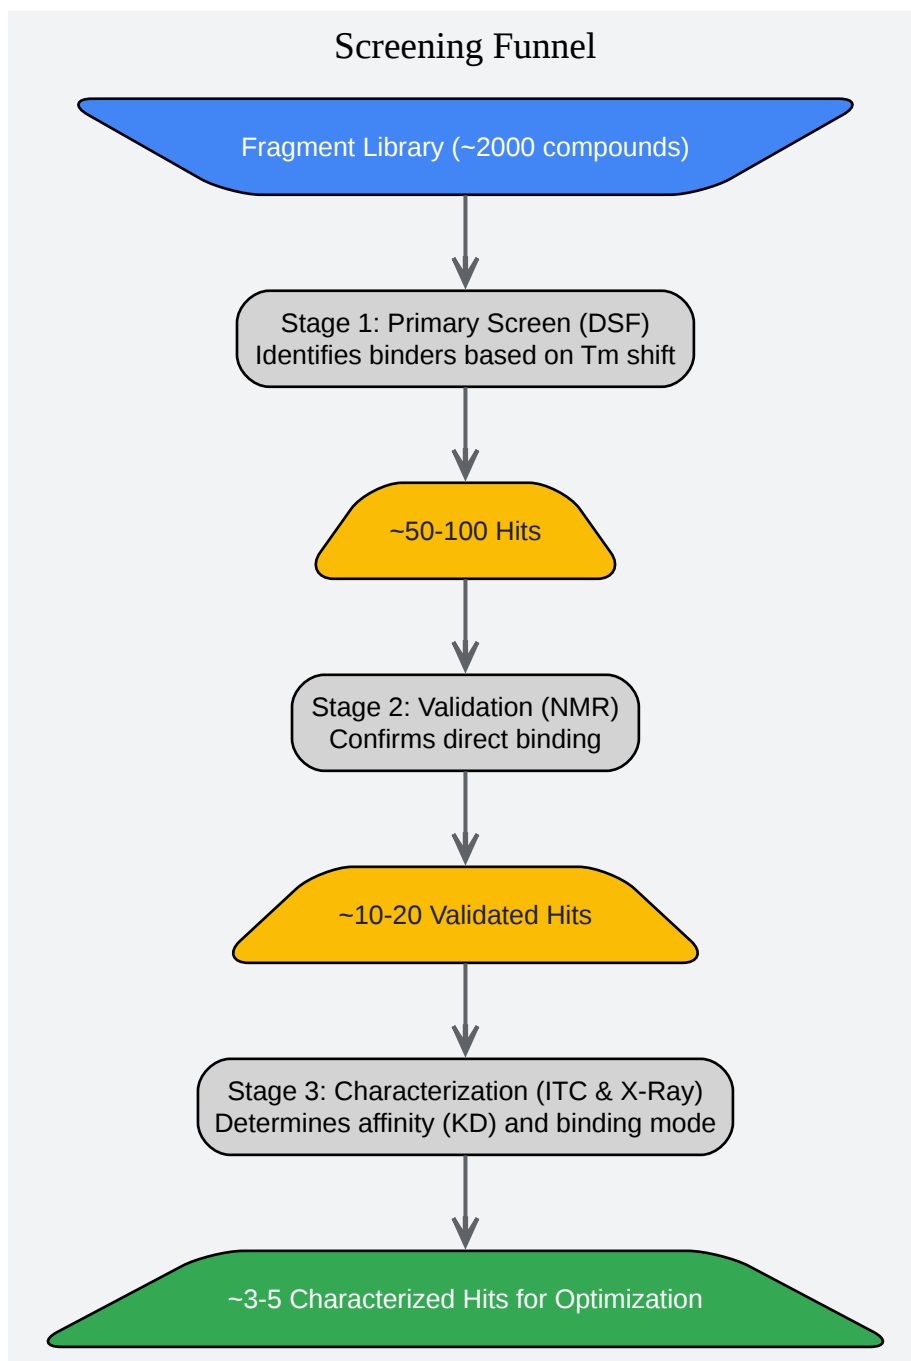 Screening Funnel
Fragment Library (~2000 compounds)
Stage 1: Primary Screen (DSF)
Identifies binders based on Tm shift
~50-100 Hits
Stage 2: Validation (NMR)
Confirms direct binding
~10-20 Validated Hits
Stage 3: Characterization (ITC & X-Ray)
Determines affinity (KD) and binding mode
~3-5 Characterized Hits for Optimization